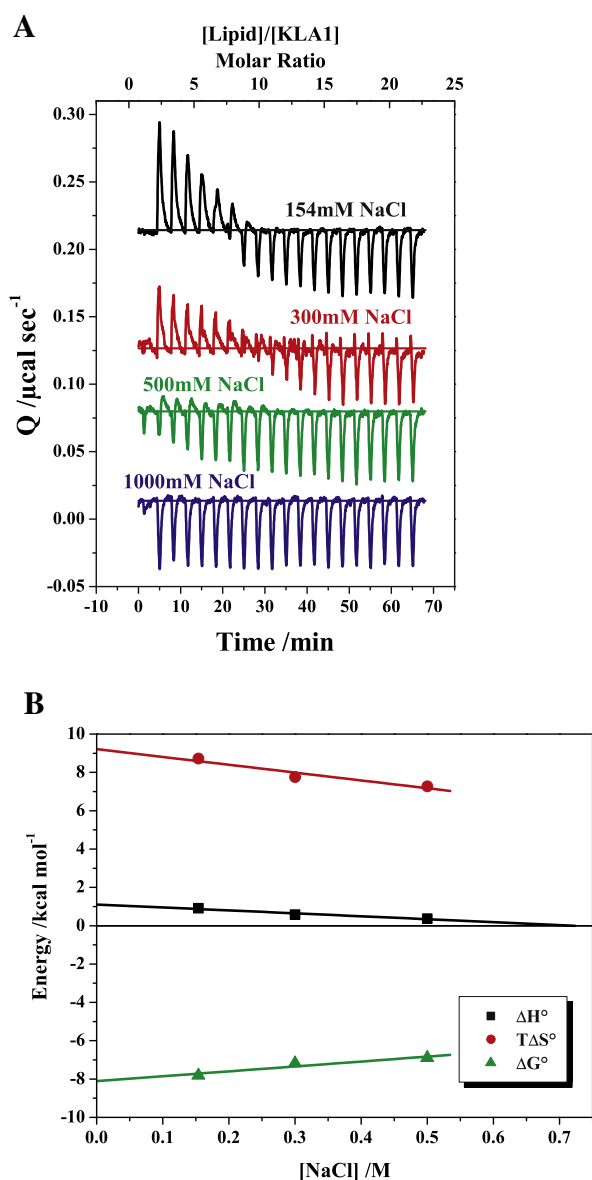 A
[Lipid]/[KLA1]
Molar Ratio
0 5 10 15 20 25
0.30
0.25
0.20
0.15
0.10
0.05
0.00
-0.05
Q /μcal sec⁻¹
154mM NaCl
300mM NaCl
500mM NaCl
1000mM NaCl
-10 0 10 20 30 40 50 60 70
Time /min
B
10
8
6
4
2
0
-2
-4
-6
-8
-10
Energy /kcal mol⁻¹
ΔH°
TΔS°
ΔG°
0.0 0.1 0.2 0.3 0.4 0.5 0.6 0.7
[NaCl] /M